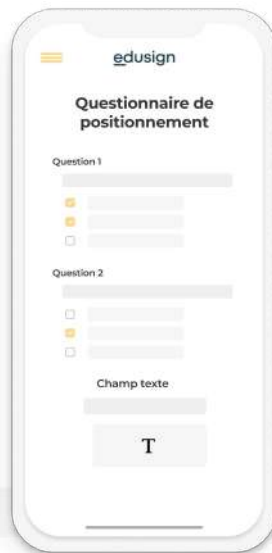 edusign
Questionnaire de
positionnement
Question 1
Question 2
Champ texte
T